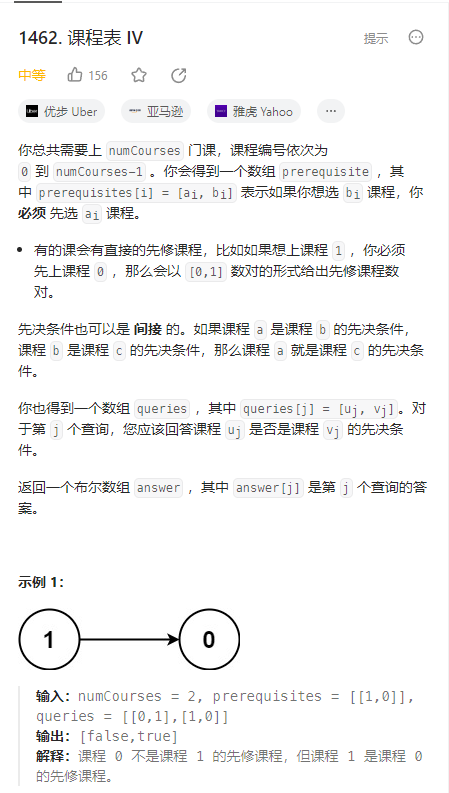 1462. 课程表 IV
提示
中等
156
优步 Uber
亚马逊
雅虎 Yahoo
...
你总共需要上 numCourses 门课，课程编号依次为
0 到 numCourses-1 。你会得到一个数组 prerequisite ，其
中 prerequisites[i] = [ai, bi] 表示如果你想选 bi 课程，你
必须 先选 ai 课程。
• 有的课会有直接的先修课程，比如如果想上课程 1 ，你必须
先上课程 0 ，那么会以 [0,1] 数对的形式给出先修课程数
对。
先决条件也可以是 间接 的。如果课程 a 是课程 b 的先决条件，
课程 b 是课程 c 的先决条件，那么课程 a 就是课程 c 的先决条
件。
你也得到一个数组 queries ，其中 queries[j] = [uj, vj]。对
于第 j 个查询，您应该回答课程 uj 是否是课程 vj 的先决条
件。
返回一个布尔数组 answer ，其中 answer[j] 是第 j 个查询的答
案。
示例 1：
1
0
输入：numCourses = 2, prerequisites = [[1,0]],
queries = [[0,1],[1,0]]
输出：[false,true]
解释：课程 0 不是课程 1 的先修课程，但课程 1 是课程 0
的先修课程。